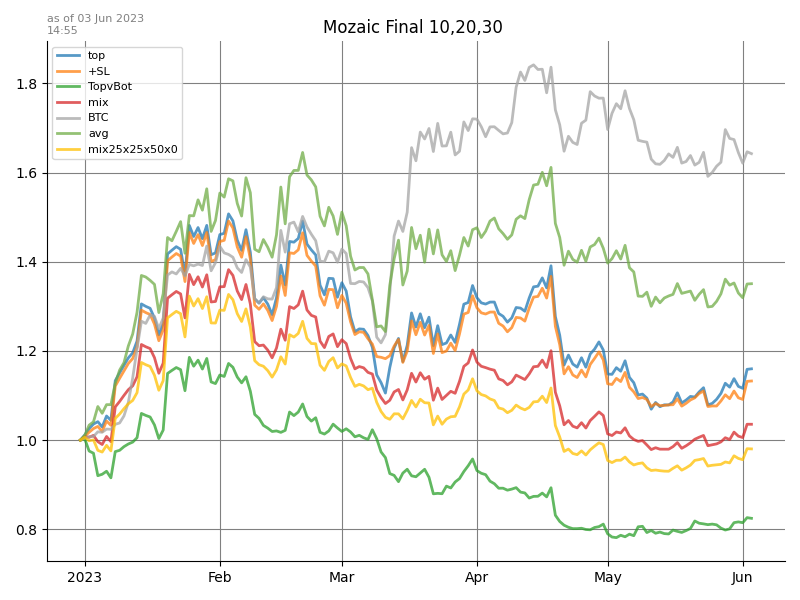 as of 03 Jun 2023
14:55
Mozaic Final 10,20,30
top
+SL
TopvBot
mix
BTC
avg
mix25x25x50x0
1.8
1.6
1.4
1.2
1.0
0.8
2023 Feb Mar Apr May Jun